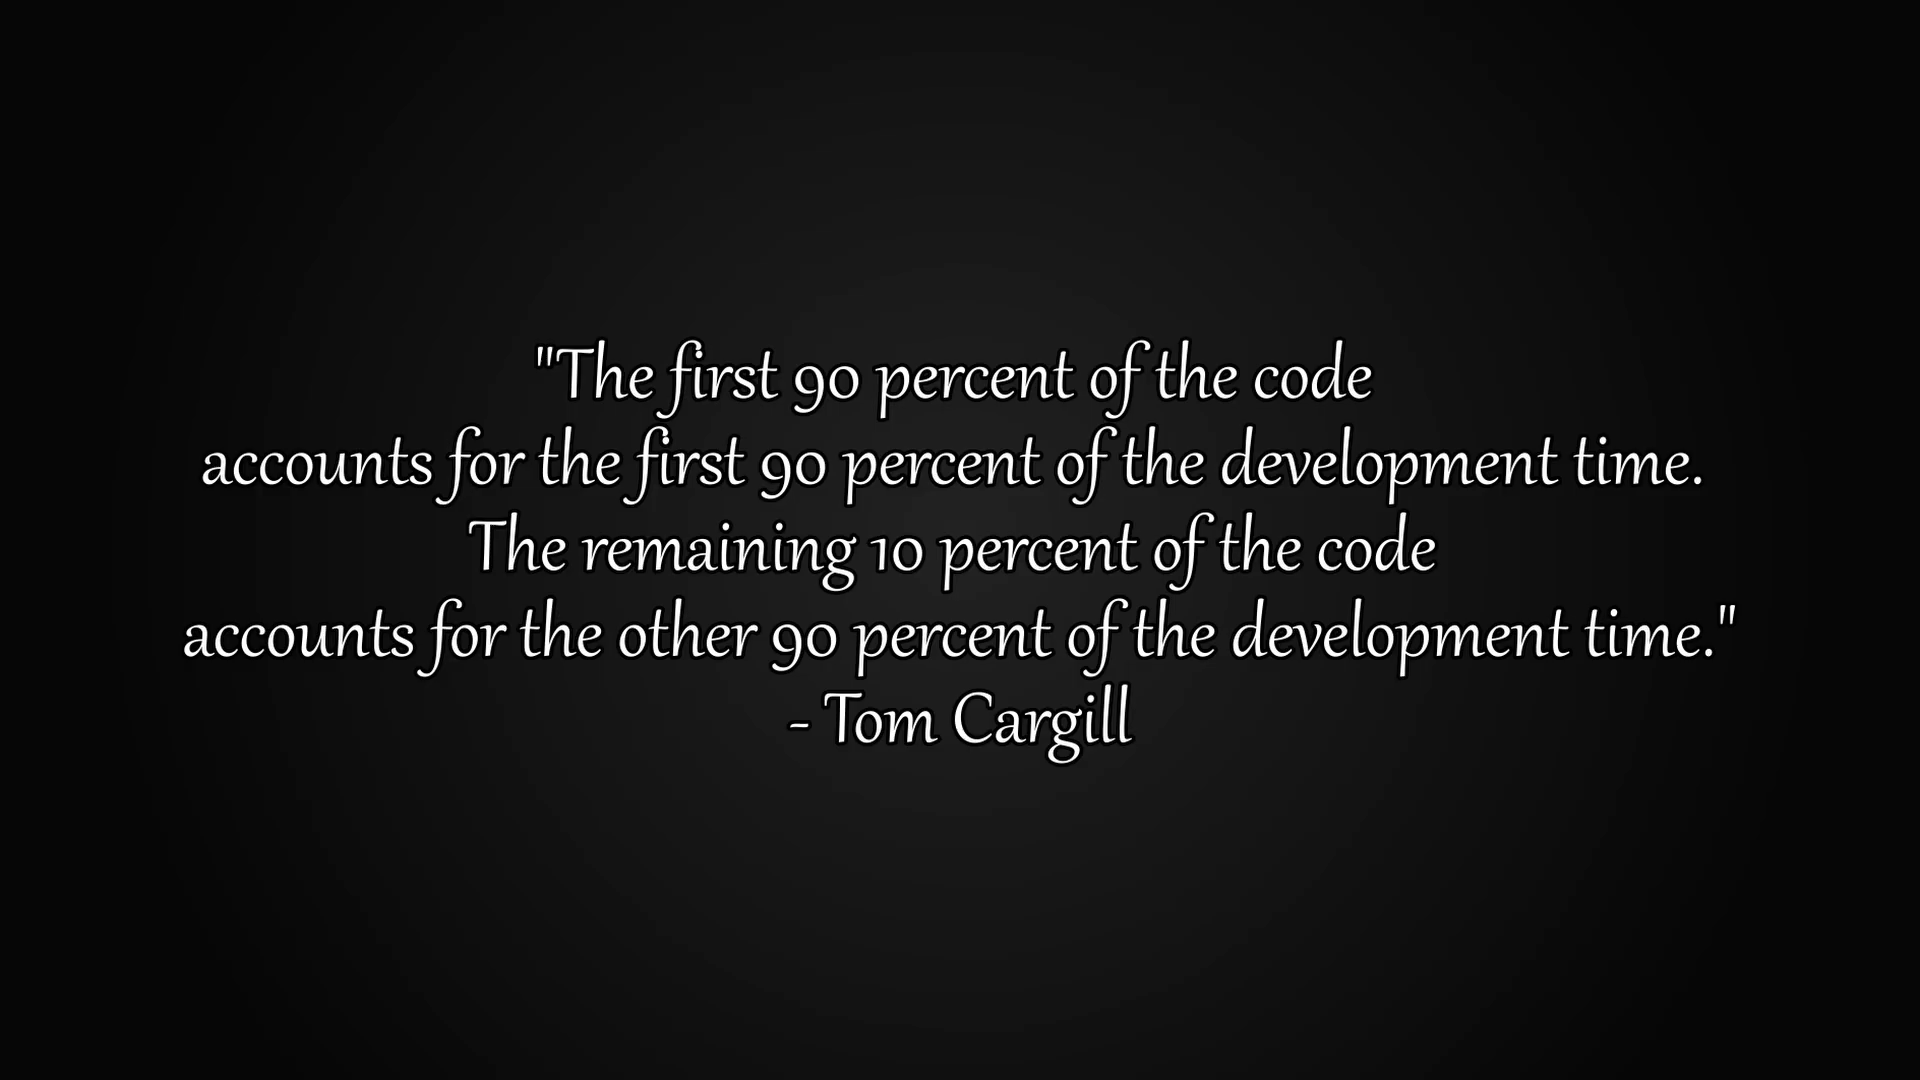 "The first 90 percent of the code
accounts for the first 90 percent of the development time.
The remaining 10 percent of the code
accounts for the other 90 percent of the development time."
- Tom Cargill